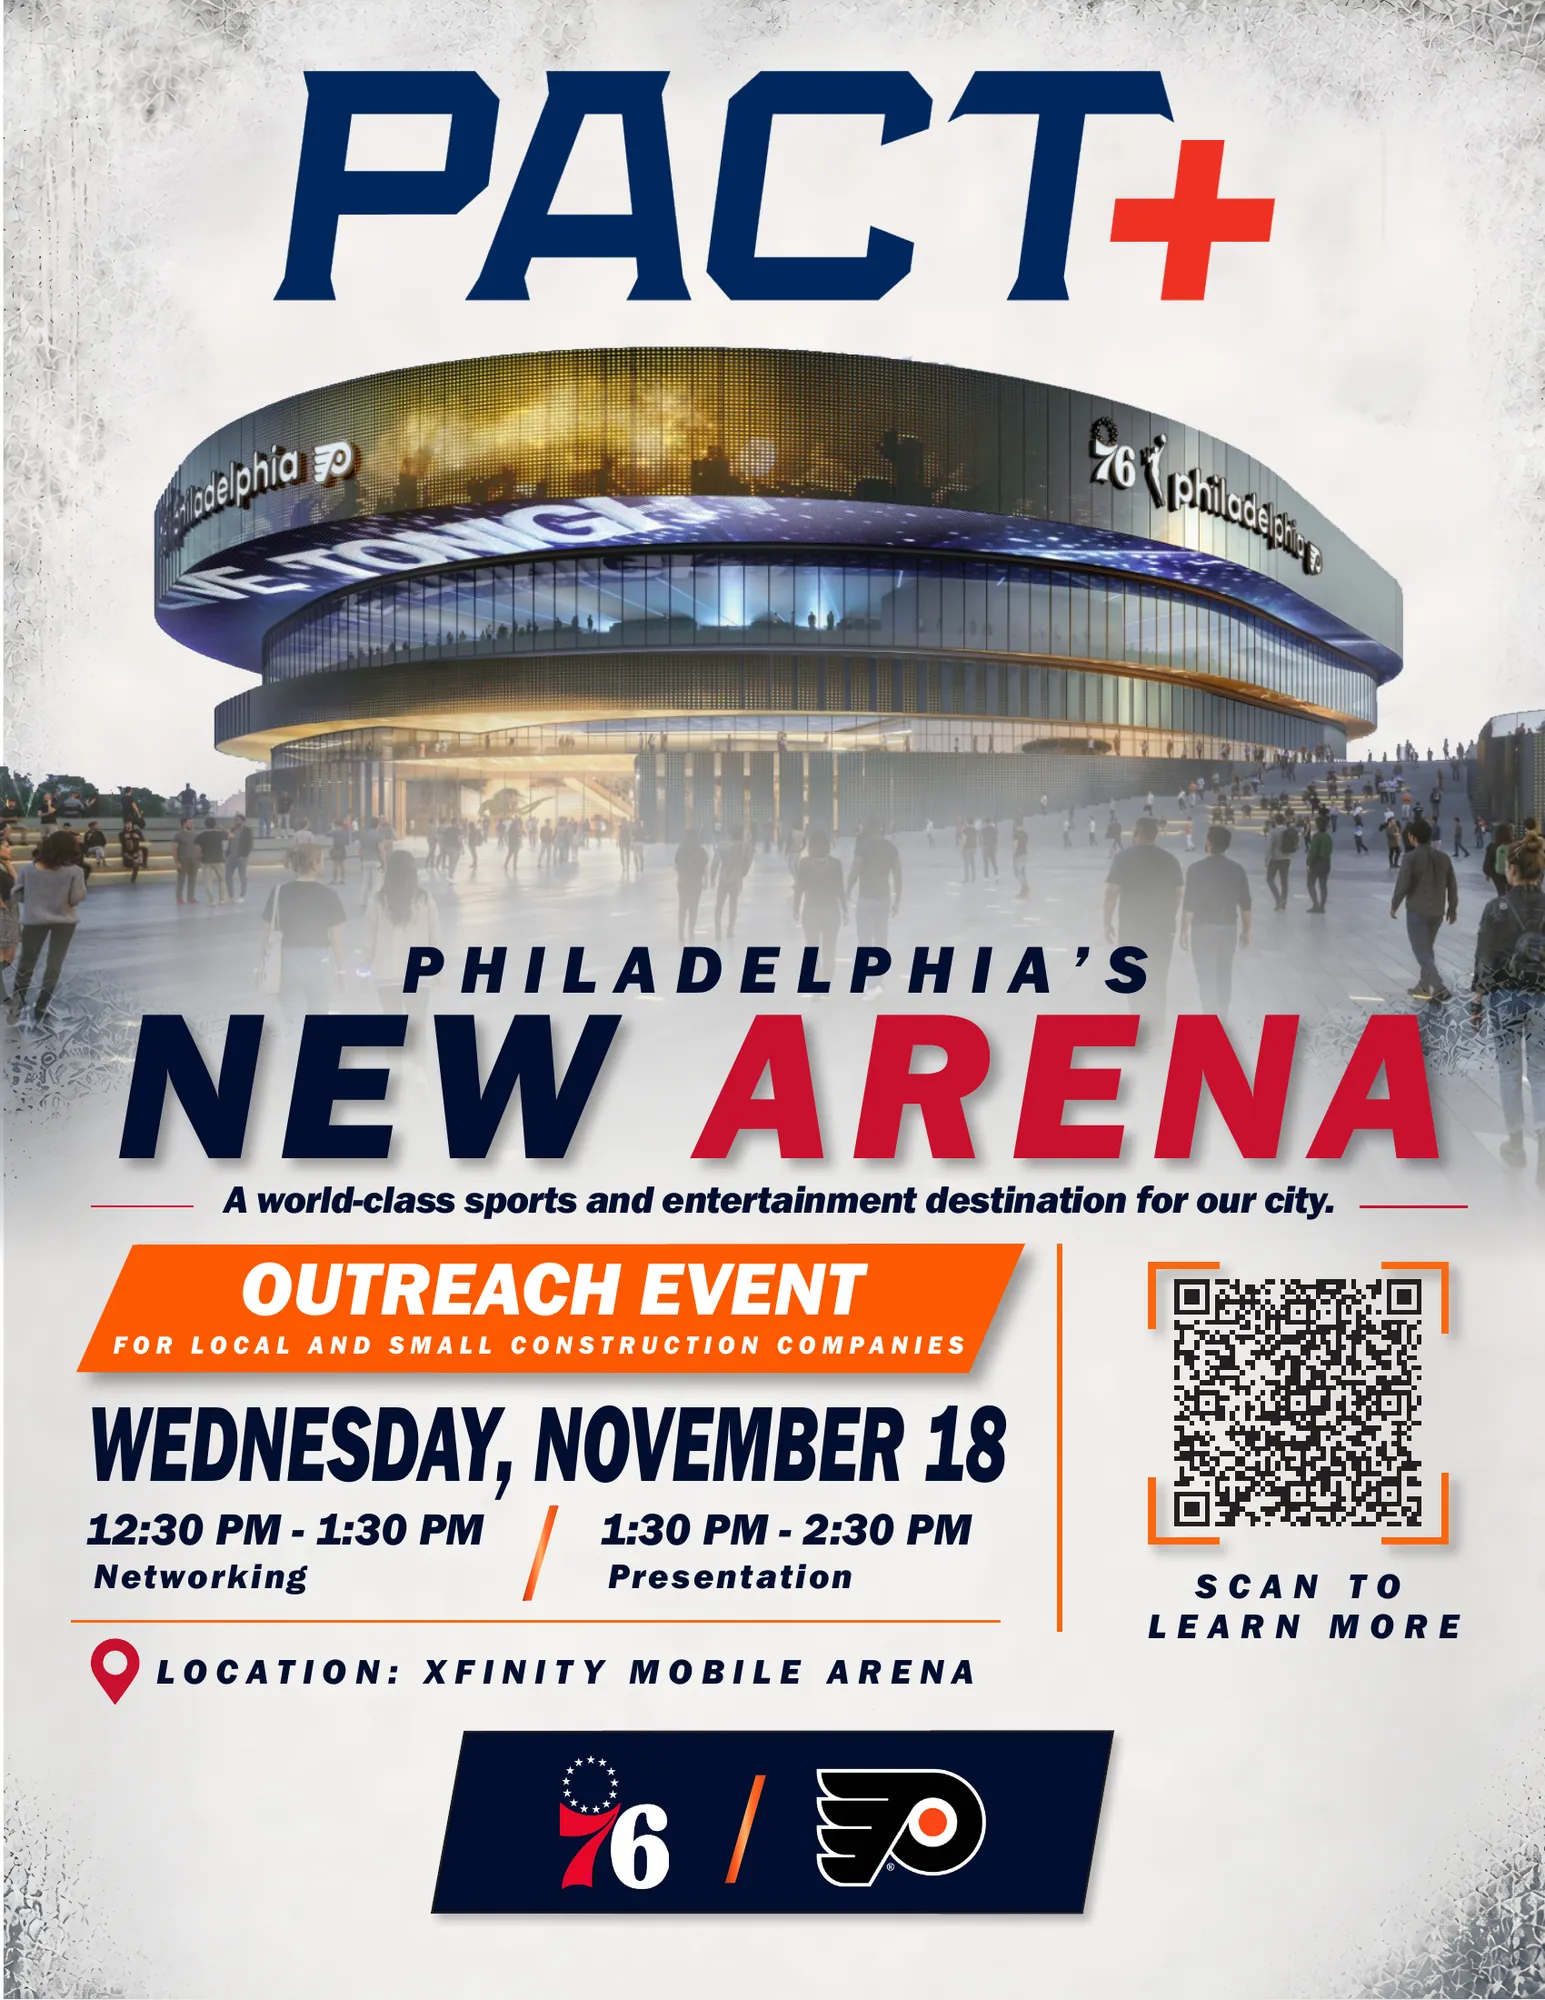 PACT+
philadelphia
LIVE TONIGHT
76 philadelphia
PHILADELPHIA'S
NEW ARENA
A world-class sports and entertainment destination for our city.
OUTREACH EVENT
FOR LOCAL AND SMALL CONSTRUCTION COMPANIES
WEDNESDAY, NOVEMBER 18
12:30 PM - 1:30 PM
Networking
1:30 PM - 2:30 PM
Presentation
SCAN TO
LEARN MORE
LOCATION: XFINITY MOBILE ARENA
76